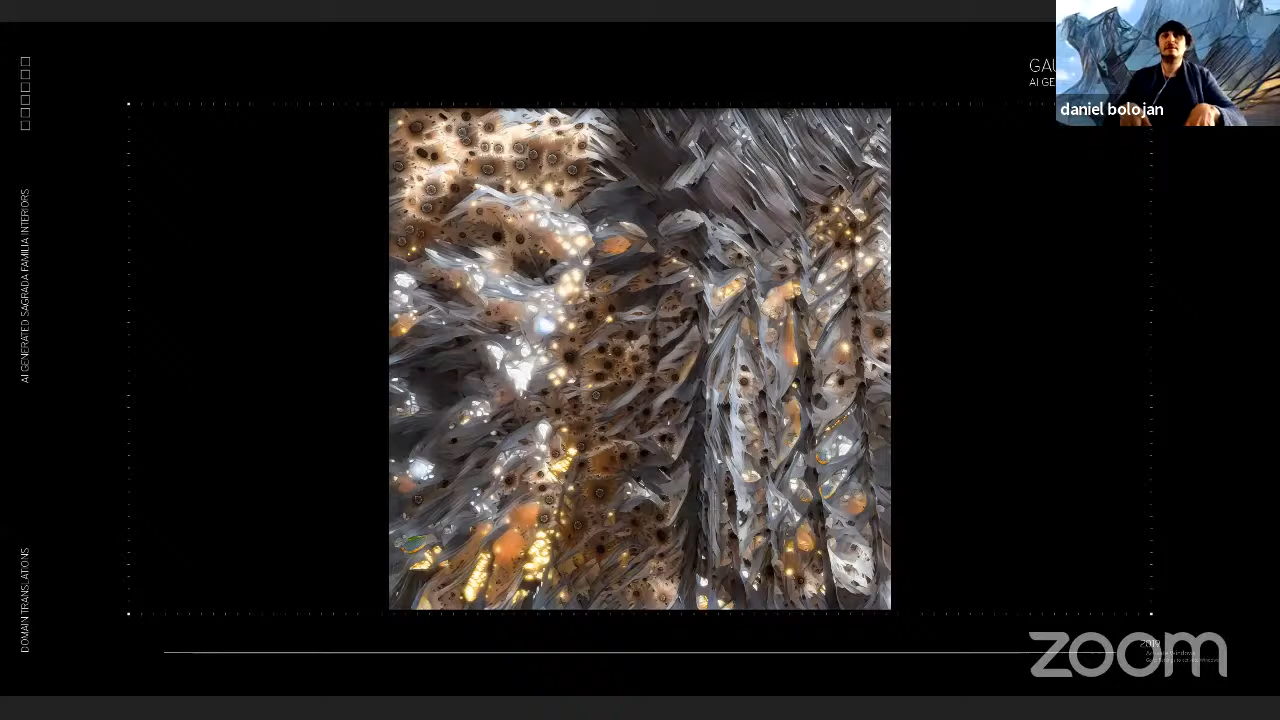 GAU
AI GE
daniel bolojan
AI GENERATED SAGRADA FAMILIA INTERIORS
DOMAIN TRANSLATIONS
2019
zoom